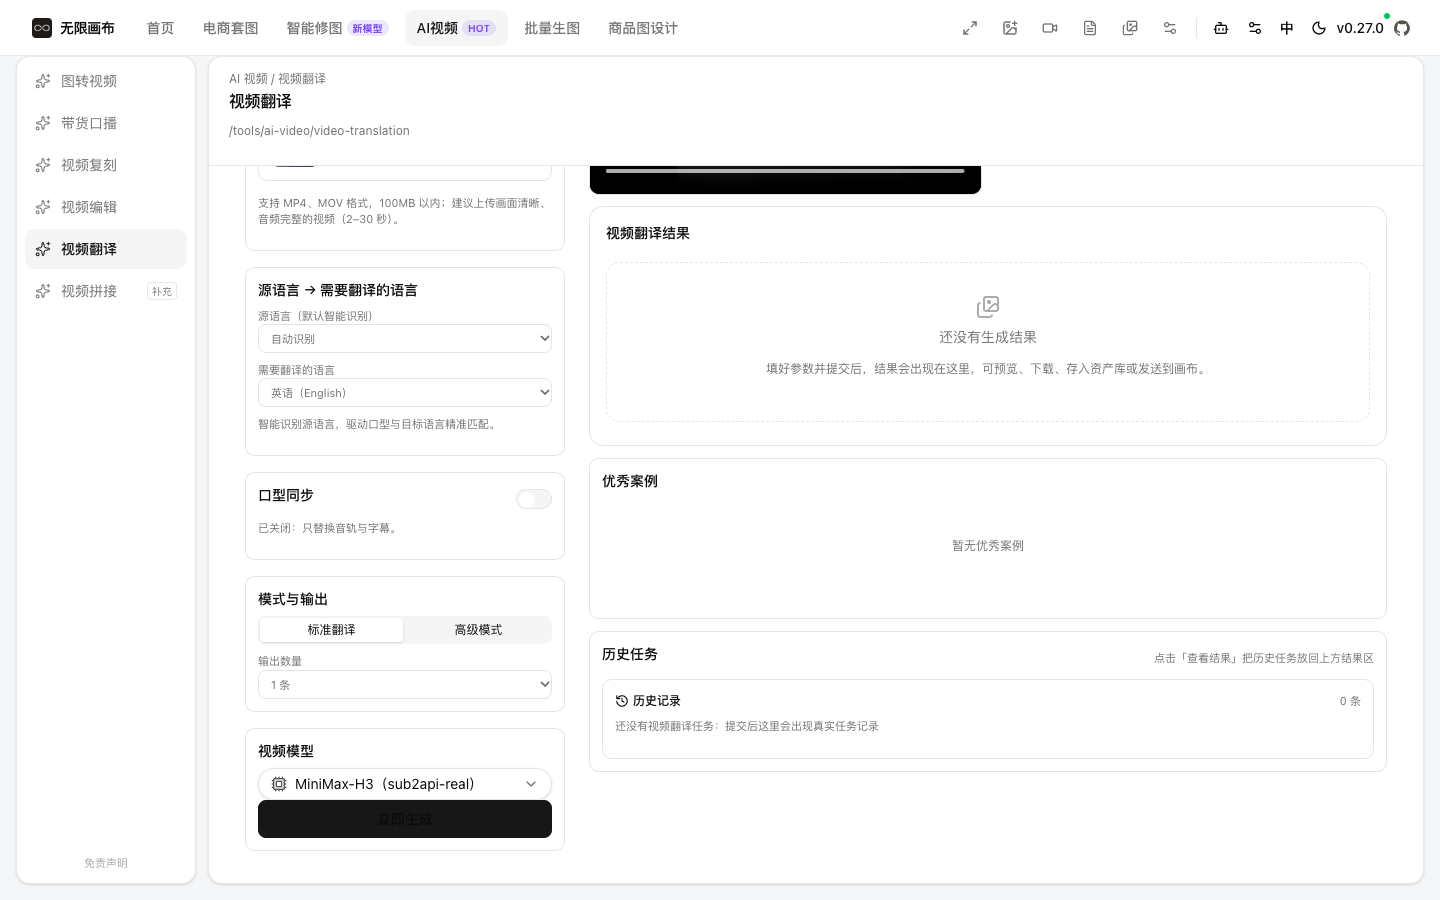 无限画布
首页
电商套图
智能修图 新模型
AI视频 HOT
批量生图
商品图设计
中
v0.27.0
图转视频
带货口播
视频复刻
视频编辑
视频翻译
视频拼接 补充
免责声明
AI 视频 / 视频翻译
视频翻译
/tools/ai-video/video-translation
支持 MP4、MOV 格式，100MB 以内；建议上传画面清晰、
音频完整的视频（2–30 秒）。
源语言 → 需要翻译的语言
源语言（默认智能识别）
自动识别
需要翻译的语言
英语（English）
智能识别源语言，驱动口型与目标语言精准匹配。
口型同步
已关闭：只替换音轨与字幕。
模式与输出
标准翻译 高级模式
输出数量
1 条
视频模型
MiniMax-H3（sub2api-real）
立即生成
视频翻译结果
还没有生成结果
填好参数并提交后，结果会出现在这里，可预览、下载、存入资产库或发送到画布。
优秀案例
暂无优秀案例
历史任务
点击「查看结果」把历史任务放回上方结果区
历史记录
0 条
还没有视频翻译任务：提交后这里会出现真实任务记录